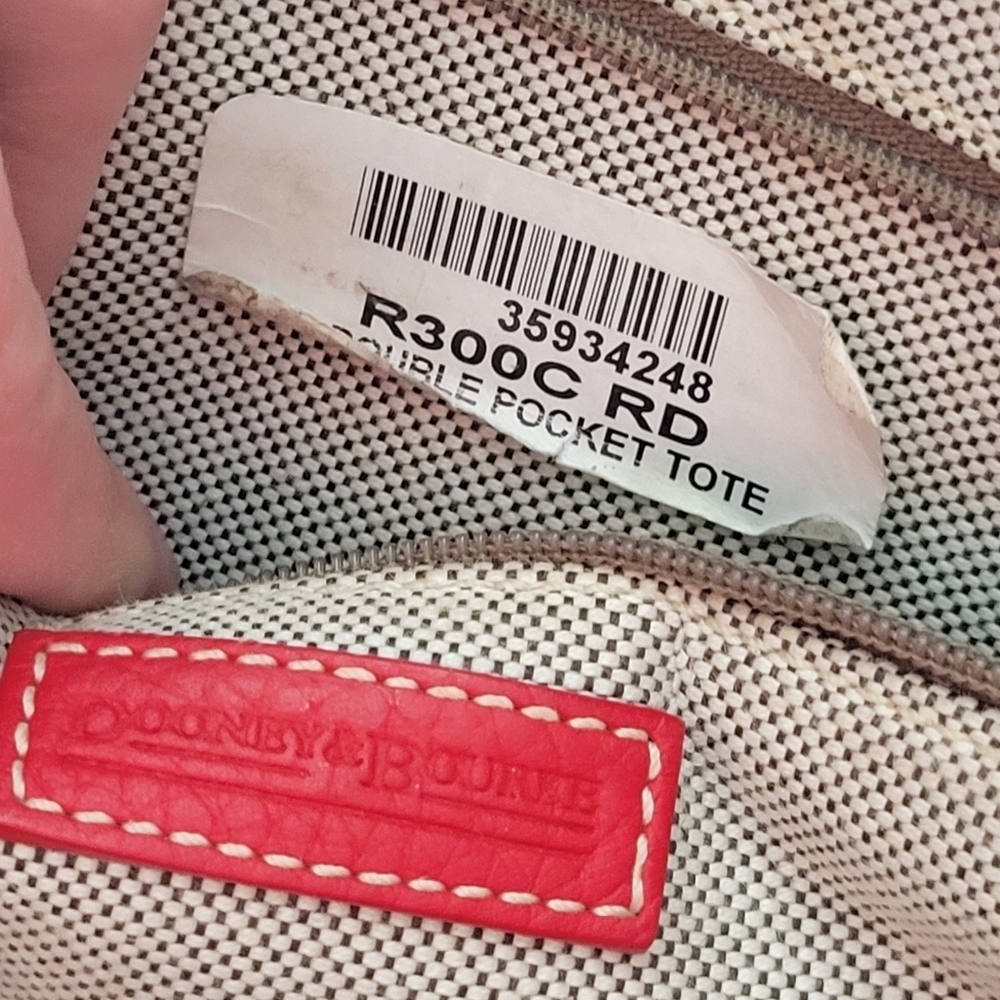 35934248
R300C RD
DOUBLE POCKET TOTE
DOONEY & BOURKE